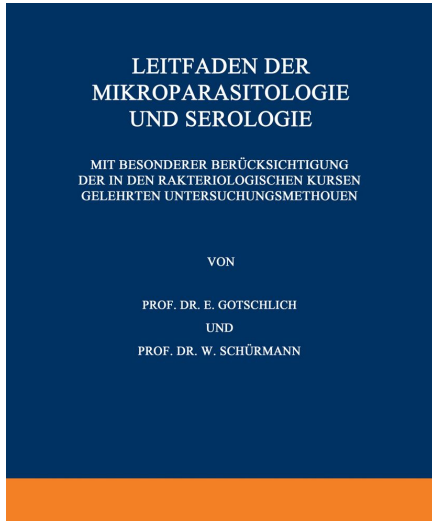 LEITFADEN DER
MIKROPARASITOLOGIE
UND SEROLOGIE
MIT BESONDERER BERÜCKSICHTIGUNG
DER IN DEN RAKTERIOLOGISCHEN KURSEN
GELEHRTEN UNTERSUCHUNGSMETHOUEN
VON
PROF. DR. E. GOTSCHLICH
UND
PROF. DR. W. SCHÜRMANN